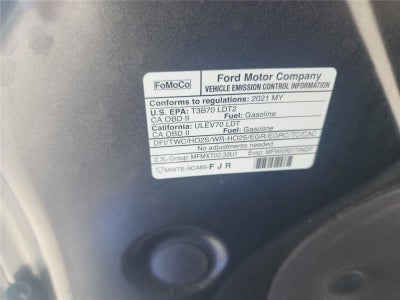 FoMoCo
Ford Motor Company
VEHICLE EMISSION CONTROL INFORMATION
Conforms to regulations: 2021 MY
U.S. EPA: T3B70 LDT2
CA OBD II Fuel: Gasoline
California: ULEV70 LDT
CA OBD II Fuel: Gasoline
DFI/TWC/HO2S/WR-HO2S/EGR/EGRC/TC/CAC
No adjustments needed.
2.3L-Group: MFMXT02.33U1 Evap: MFMXR0175NDP
MW7E-9C485-FJR